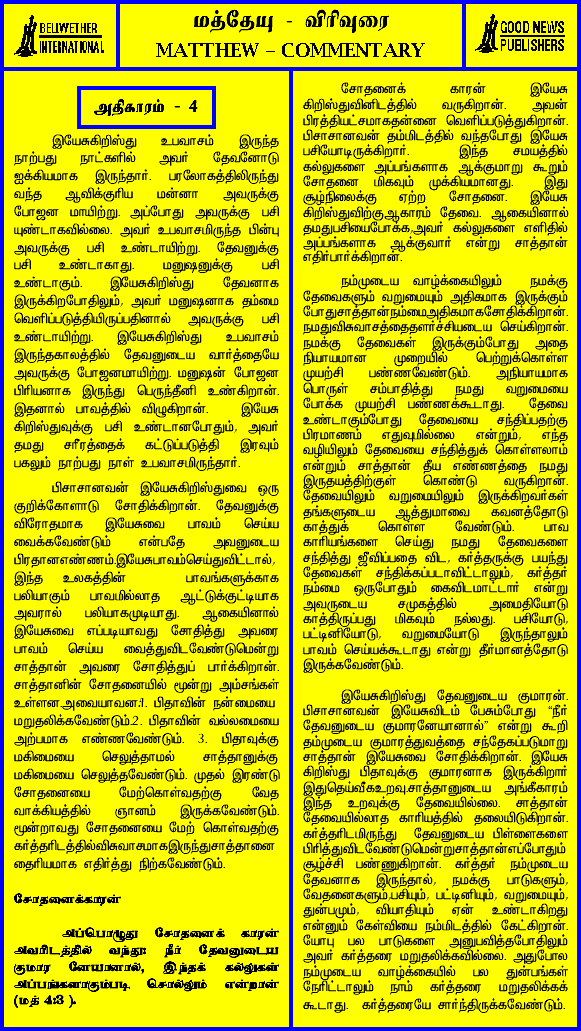 BELLWETHER
INTERNATIONAL
மத்தேயு - விரிவுரை
MATTHEW – COMMENTARY
GOOD NEWS
PUBLISHERS
அதிகாரம் - 4
இயேசுகிறிஸ்து உபவாசம் இருந்த
நாற்பது நாட்களில் அவர் தேவனோடு
ஐக்கியமாக இருந்தார். பரலோகத்திலிருந்து
வந்த ஆவிக்குரிய மன்னா அவருக்கு
போஜன மாயிற்று. அப்போது அவருக்கு பசி
யுண்டாகவில்லை. அவர் உபவாசமிருந்த பின்பு
அவருக்கு பசி உண்டாயிற்று. தேவனுக்கு
பசி உண்டாகாது. மனுஷனுக்கு பசி
உண்டாகும். இயேசுகிறிஸ்து தேவனாக
இருக்கிறபோதிலும், அவர் மனுஷனாக தம்மை
வெளிப்படுத்தியிருப்பதினால் அவருக்கு பசி
உண்டாயிற்று. இயேசுகிறிஸ்து உபவாசம்
இருந்தகாலத்தில் தேவனுடைய வார்த்தையே
அவருக்கு போஜனமாயிற்று. மனுஷன் போஜன
பிரியனாக இருந்து பெருந்தீனி உண்கிறான்.
இதனால் பாவத்தில் விழுகிறான். இயேசு
கிறிஸ்துவுக்கு பசி உண்டானபோதும், அவர்
தமது சரீரத்தைக் கட்டுப்படுத்தி இரவும்
பகலும் நாற்பது நாள் உபவாசமிருந்தார்.
பிசாசானவன் இயேசுகிறிஸ்துவை ஒரு
குறிக்கோளாடு சோதிக்கிறான். தேவனுக்கு
விரோதமாக இயேசுவை பாவம் செய்ய
வைக்கவேண்டும் என்பதே அவனுடைய
பிரதானஎண்ணம்.இயேசுபாவம்செய்துவிட்டால்,
இந்த உலகத்தின் பாவங்களுக்காக
பலியாகும் பாவமில்லாத ஆட்டுக்குட்டியாக
அவரால் பலியாகமுடியாது. ஆகையினால்
இயேசுவை எப்படியாவது சோதித்து அவரை
பாவம் செய்ய வைத்துவிடவேண்டுமென்று
சாத்தான் அவரை சோதித்துப் பார்க்கிறான்.
சாத்தானின் சோதனையில் மூன்று அம்சங்கள்
உள்ளன.அவையாவன.1. பிதாவின் நன்மையை
மறுதலிக்கவேண்டும்.2. பிதாவின் வல்லமையை
அற்பமாக எண்ணவேண்டும். 3. பிதாவுக்கு
மகிமையை செலுத்தாமல் சாத்தானுக்கு
மகிமையை செலுத்தவேண்டும். முதல் இரண்டு
சோதனையை மேற்கொள்வதற்கு வேத
வாக்கியத்தில் ஞானம் இருக்கவேண்டும்.
மூன்றாவது சோதனையை மேற் கொள்வதற்கு
கர்த்தரிடத்தில்விசுவாசமாகஇருந்துசாத்தானை
தைரியமாக எதிர்த்து நிற்கவேண்டும்.
சோதனைக்காரன்
அப்பொழுது சோதனைக் காரன்
அவரிடத்தில் வந்து: நீர் தேவனுடைய
குமார னேயானால், இந்தக் கல்லுகள்
அப்பங்களாகும்படி சொல்லும் என்றான்
(மத் 4:3 ).
சோதனைக் காரன் இயேசு
கிறிஸ்துவினிடத்தில் வருகிறான். அவன்
பிரத்தியட்சமாகதன்னை வெளிப்படுத்துகிறான்.
பிசாசானவன் தம்மிடத்தில் வந்தபோது இயேசு
பசியோடிருக்கிறார். இந்த சமயத்தில்
கல்லுகளை அப்பங்களாக ஆக்குமாறு கூறும்
சோதனை மிகவும் முக்கியமானது. இது
சூழ்நிலைக்கு ஏற்ற சோதனை. இயேசு
கிறிஸ்துவிற்குஆகாரம் தேவை. ஆகையினால்
தமதுபசியைபோக்க,அவர் கல்லுகளை எளிதில்
அப்பங்களாக ஆக்குவார் என்று சாத்தான்
எதிர்பார்க்கிறான்.
நம்முடைய வாழ்க்கையிலும் நமக்கு
தேவைகளும் வறுமையும் அதிகமாக இருக்கும்
போதுசாத்தான்நம்மைஅதிகமாகசோதிக்கிறான்.
நமதுவிசுவாசத்தைதளர்ச்சியடைய செய்கிறான்.
நமக்கு தேவைகள் இருக்கும்போது அதை
நியாயமான முறையில் பெற்றுக்கொள்ள
முயற்சி பண்ணவேண்டும். அநியாயமாக
பொருள் சம்பாதித்து நமது வறுமையை
போக்க முயற்சி பண்ணக்கூடாது. தேவை
உண்டாகும்போது தேவையை சந்திப்பதற்கு
பிரமாணம் எதுவுமில்லை என்றும், எந்த
வழியிலும் தேவையை சந்தித்துக் கொள்ளலாம்
என்றும் சாத்தான் தீய எண்ணத்தை நமது
இருதயத்திற்குள் கொண்டு வருகிறான்.
தேவையிலும் வறுமையிலும் இருக்கிறவர்கள்
தங்களுடைய ஆத்துமாவை கவனத்தோடு
காத்துக் கொள்ள வேண்டும். பாவ
காரியங்களை செய்து நமது தேவைகளை
சந்தித்து ஜீவிப்பதை விட, கர்த்தருக்கு பயந்து
தேவைகள் சந்திக்கப்படாவிட்டாலும், கர்த்தர்
நம்மை ஒருபோதும் கைவிடமாட்டார் என்று
அவருடைய சமுகத்தில் அமைதியோடு
காத்திருப்பது மிகவும் நல்லது. பசியோடு,
பட்டினியோடு, வறுமையோடு இருந்தாலும்
பாவம் செய்யக்கூடாது என்று தீர்மானத்தோடு
இருக்கவேண்டும்.
இயேசுகிறிஸ்து தேவனுடைய குமாரன்.
பிசாசானவன் இயேசுவிடம் பேசும்போது “நீர்
தேவனுடைய குமாரனேயானால்” என்று கூறி
தம்முடைய குமாரத்துவத்தை சந்தேகப்படுமாறு
சாத்தான் இயேசுவை சோதிக்கிறான். இயேசு
கிறிஸ்து பிதாவுக்கு குமாரனாக இருக்கிறார்
இதுதெய்வீகஉறவு.சாத்தானுடைய அங்கீகாரம்
இந்த உறவுக்கு தேவையில்லை. சாத்தான்
தேவையில்லாத காரியத்தில் தலையிடுகிறான்.
கர்த்தரிடமிருந்து தேவனுடைய பிள்ளைகளை
பிரித்துவிடவேண்டுமென்றுசாத்தான்எப்போதும்
சூழ்ச்சி பண்ணுகிறான். கர்த்தர் நம்முடைய
தேவனாக இருந்தால், நமக்கு பாடுகளும்,
வேதனைகளும்,பசியும், பட்டினியும், வறுமையும்,
துன்பமும், வியாதியும் ஏன் உண்டாகிறது
என்னும் கேள்வியை நம்மிடத்தில் கேட்கிறான்.
யோபு பல பாடுகளை அனுபவித்தபோதிலும்
அவர் கர்த்தரை மறுதலிக்கவில்லை. அதுபோல
நம்முடைய வாழ்க்கையில் பல துன்பங்கள்
நேரிட்டாலும் நாம் கர்த்தரை மறுதலிக்கக்
கூடாது. கர்த்தரையே சார்ந்திருக்கவேண்டும்.